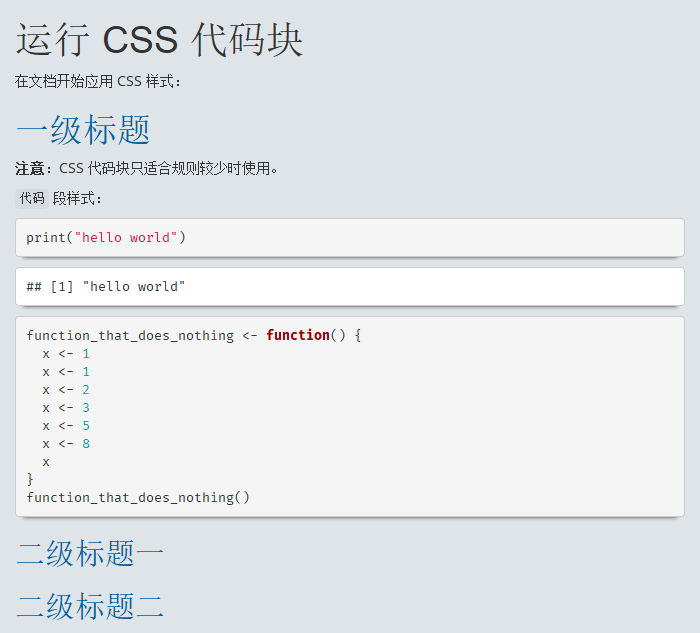 运行 CSS 代码块
在文档开始应用 CSS 样式：
一级标题
注意：CSS 代码块只适合规则较少时使用。
代码 段样式：
print("hello world")
## [1] "hello world"
function_that_does_nothing <- function() {
  x <- 1
  x <- 1
  x <- 2
  x <- 3
  x <- 5
  x <- 8
  x
}
function_that_does_nothing()
二级标题一
二级标题二